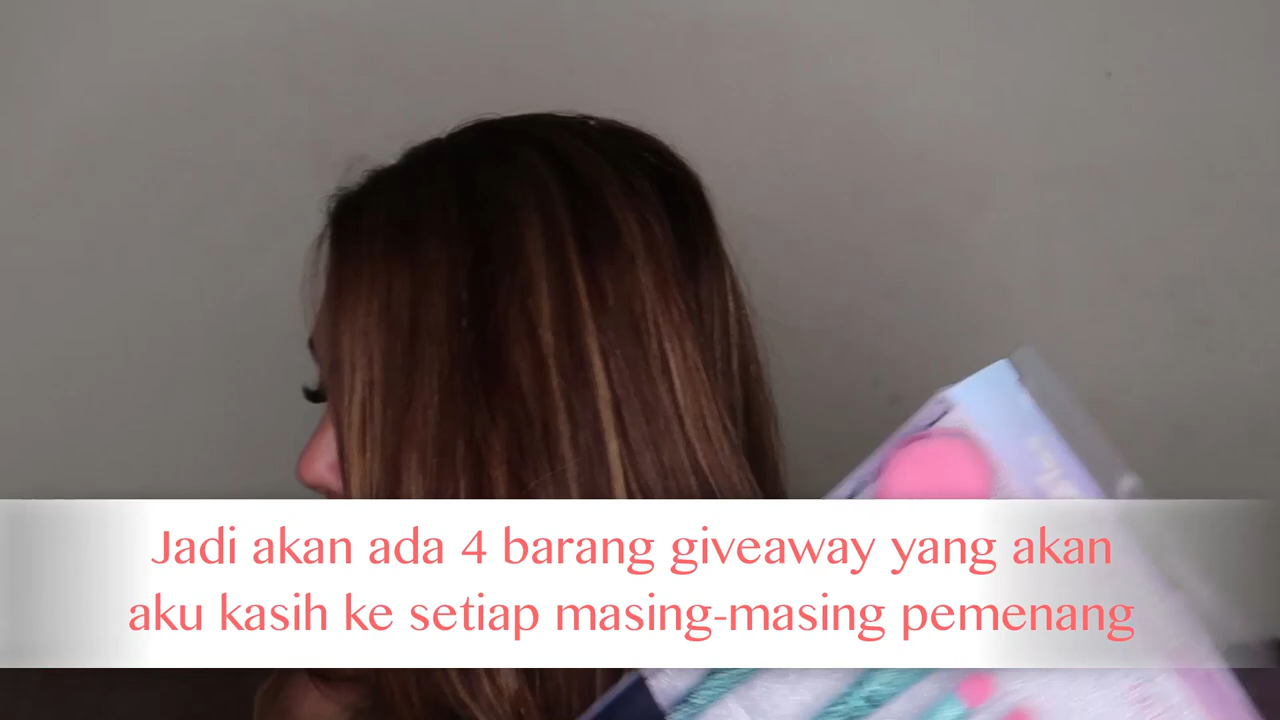 Jadi akan ada 4 barang giveaway yang akan
aku kasih ke setiap masing-masing pemenang